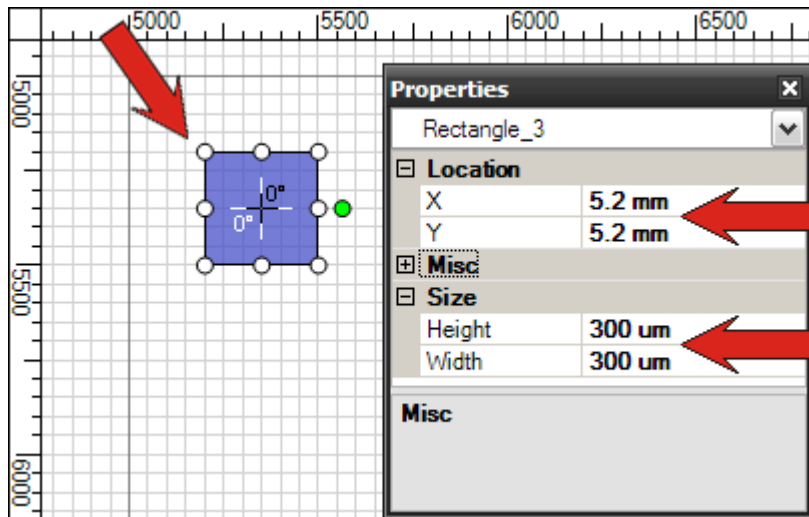 5000 5500 6000 6500
5000
5500
6000
0°
0°
Properties
Rectangle_3
Location
X 5.2 mm
Y 5.2 mm
Misc
Size
Height 300 um
Width 300 um
Misc